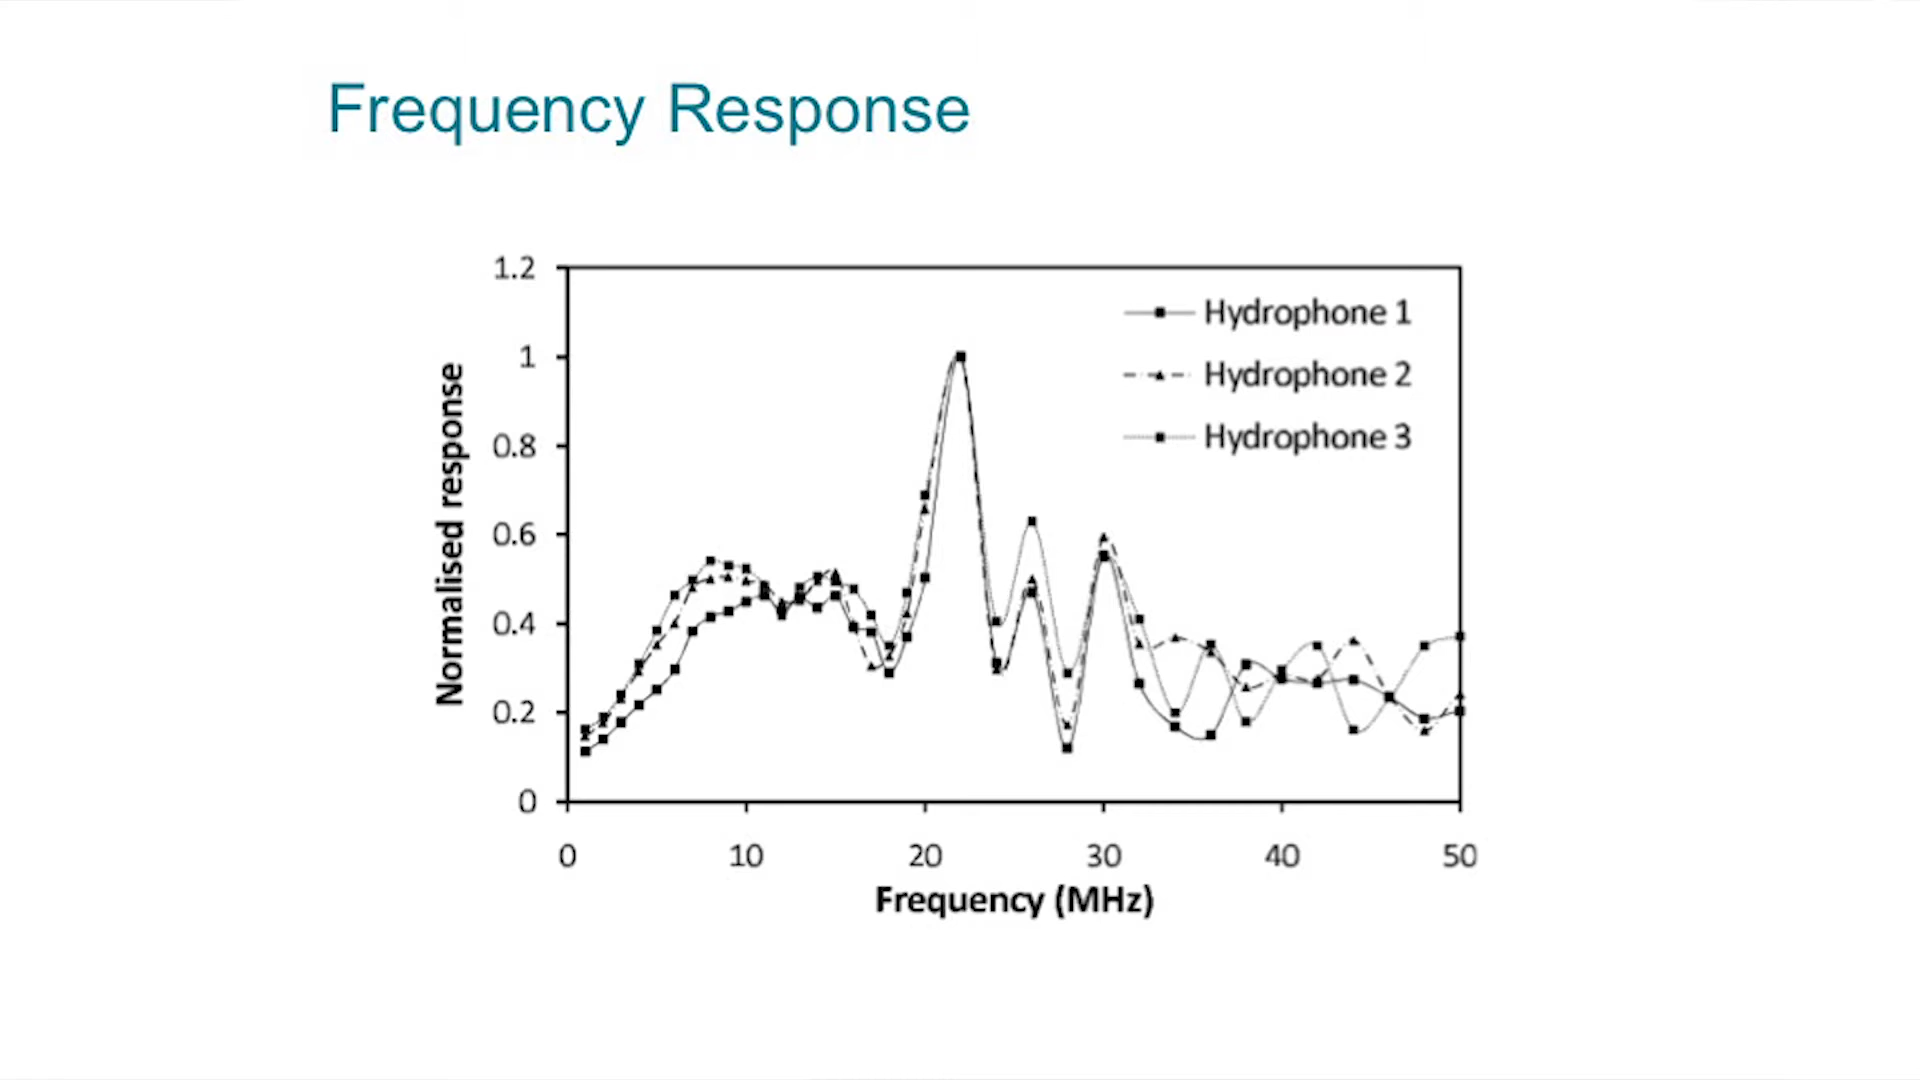 Frequency Response
1.2
1
0.8
0.6
0.4
0.2
0
Normalised response
Hydrophone 1
Hydrophone 2
Hydrophone 3
0 10 20 30 40 50
Frequency (MHz)